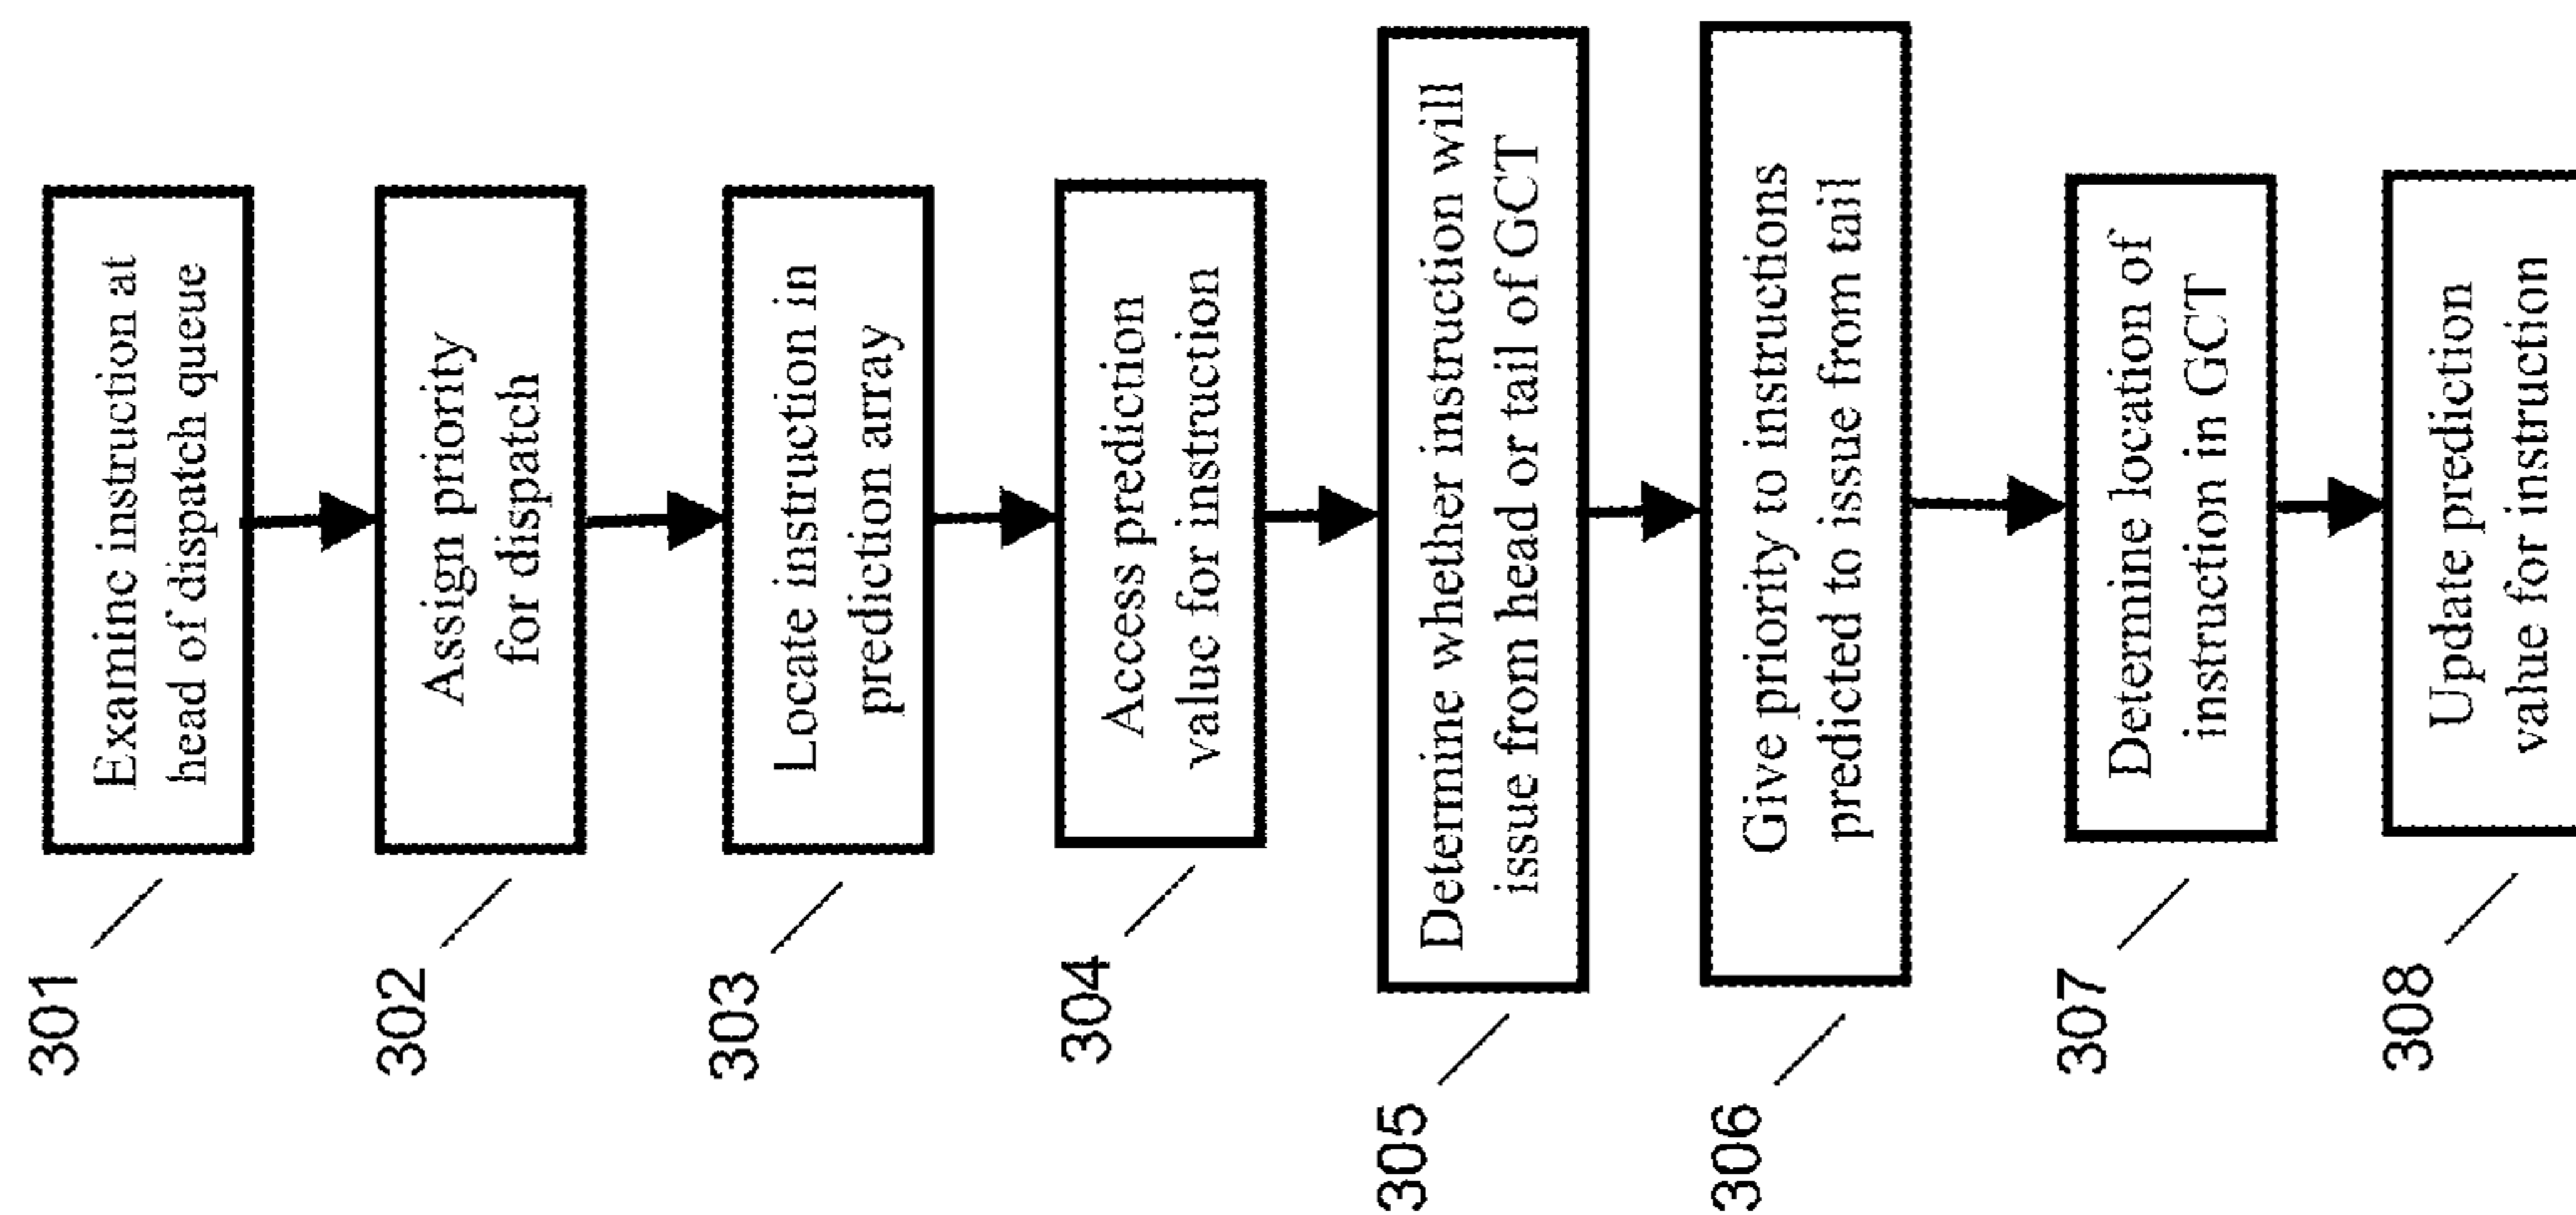 301
Examine instruction at
head of dispatch queue
302
Assign priority
for dispatch
303
Locate instruction in
prediction array
304
Access prediction
value for instruction
305
Determine whether instruction will
issue from head or tail of GCT
306
Give priority to instructions
predicted to issue from tail
307
Determine location of
instruction in GCT
308
Update prediction
value for instruction